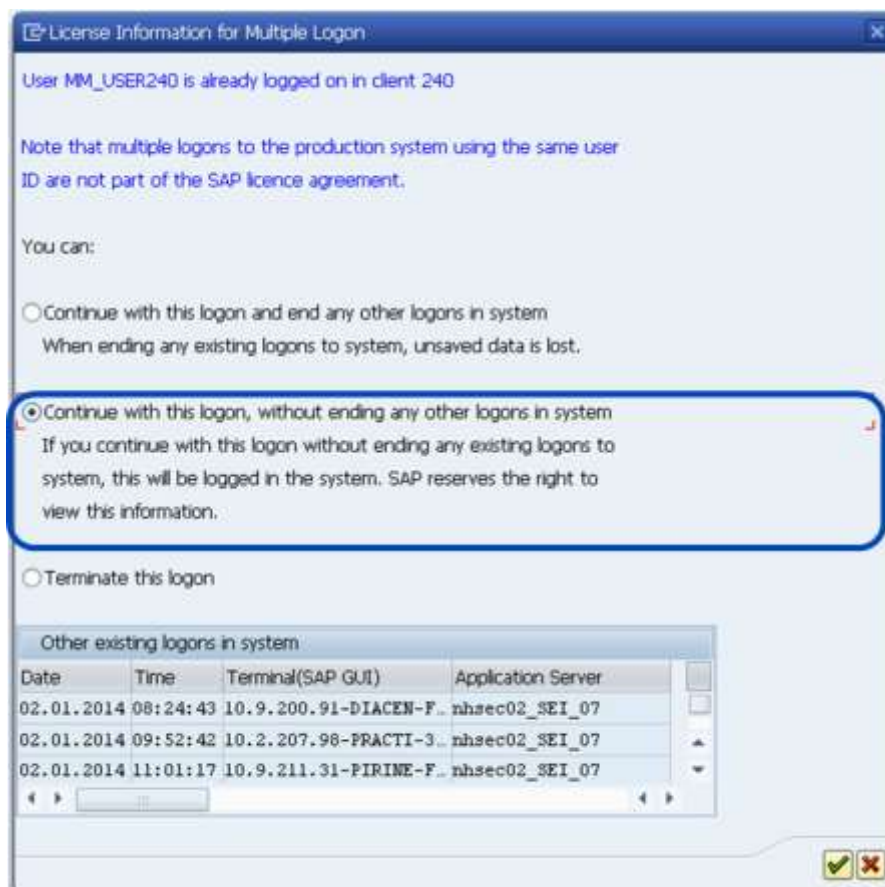 License Information for Multiple Logon
User MM_USER240 is already logged on in client 240
Note that multiple logons to the production system using the same user
ID are not part of the SAP licence agreement.
You can:
Continue with this logon and end any other logons in system
When ending any existing logons to system, unsaved data is lost.
Continue with this logon, without ending any other logons in system
If you continue with this logon without ending any existing logons to
system, this will be logged in the system. SAP reserves the right to
view this information.
Terminate this logon
Other existing logons in system
Date Time Terminal(SAP GUI) Application Server
02.01.2014 08:24:43 10.9.200.91-DIACEN-F… nhsec02_SEI_07
02.01.2014 09:52:42 10.2.207.98-PRACTI-3… nhsec02_SEI_07
02.01.2014 11:01:17 10.9.211.31-PIRINE-F… nhsec02_SEI_07